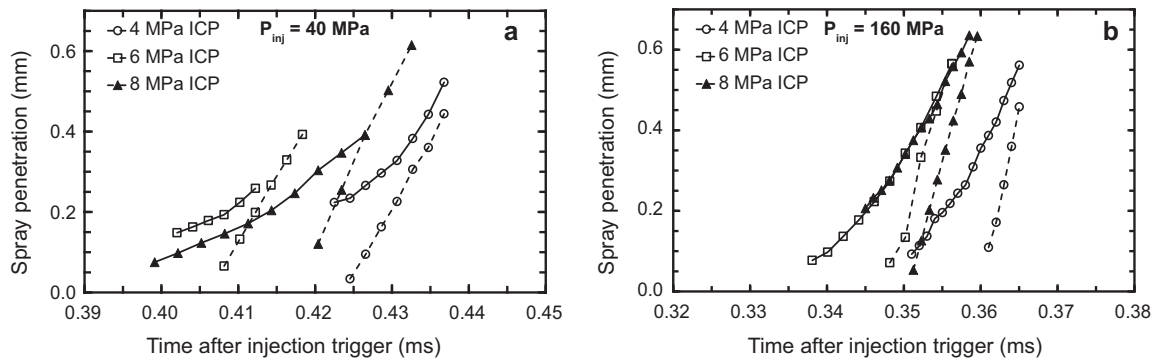 P_inj = 40 MPa
a
4 MPa ICP
6 MPa ICP
8 MPa ICP
Spray penetration (mm)
0.6
0.4
0.2
0.0
0.39 0.40 0.41 0.42 0.43 0.44 0.45
Time after injection trigger (ms)
P_inj = 160 MPa
b
4 MPa ICP
6 MPa ICP
8 MPa ICP
Spray penetration (mm)
0.6
0.4
0.2
0.0
0.32 0.33 0.34 0.35 0.36 0.37 0.38
Time after injection trigger (ms)